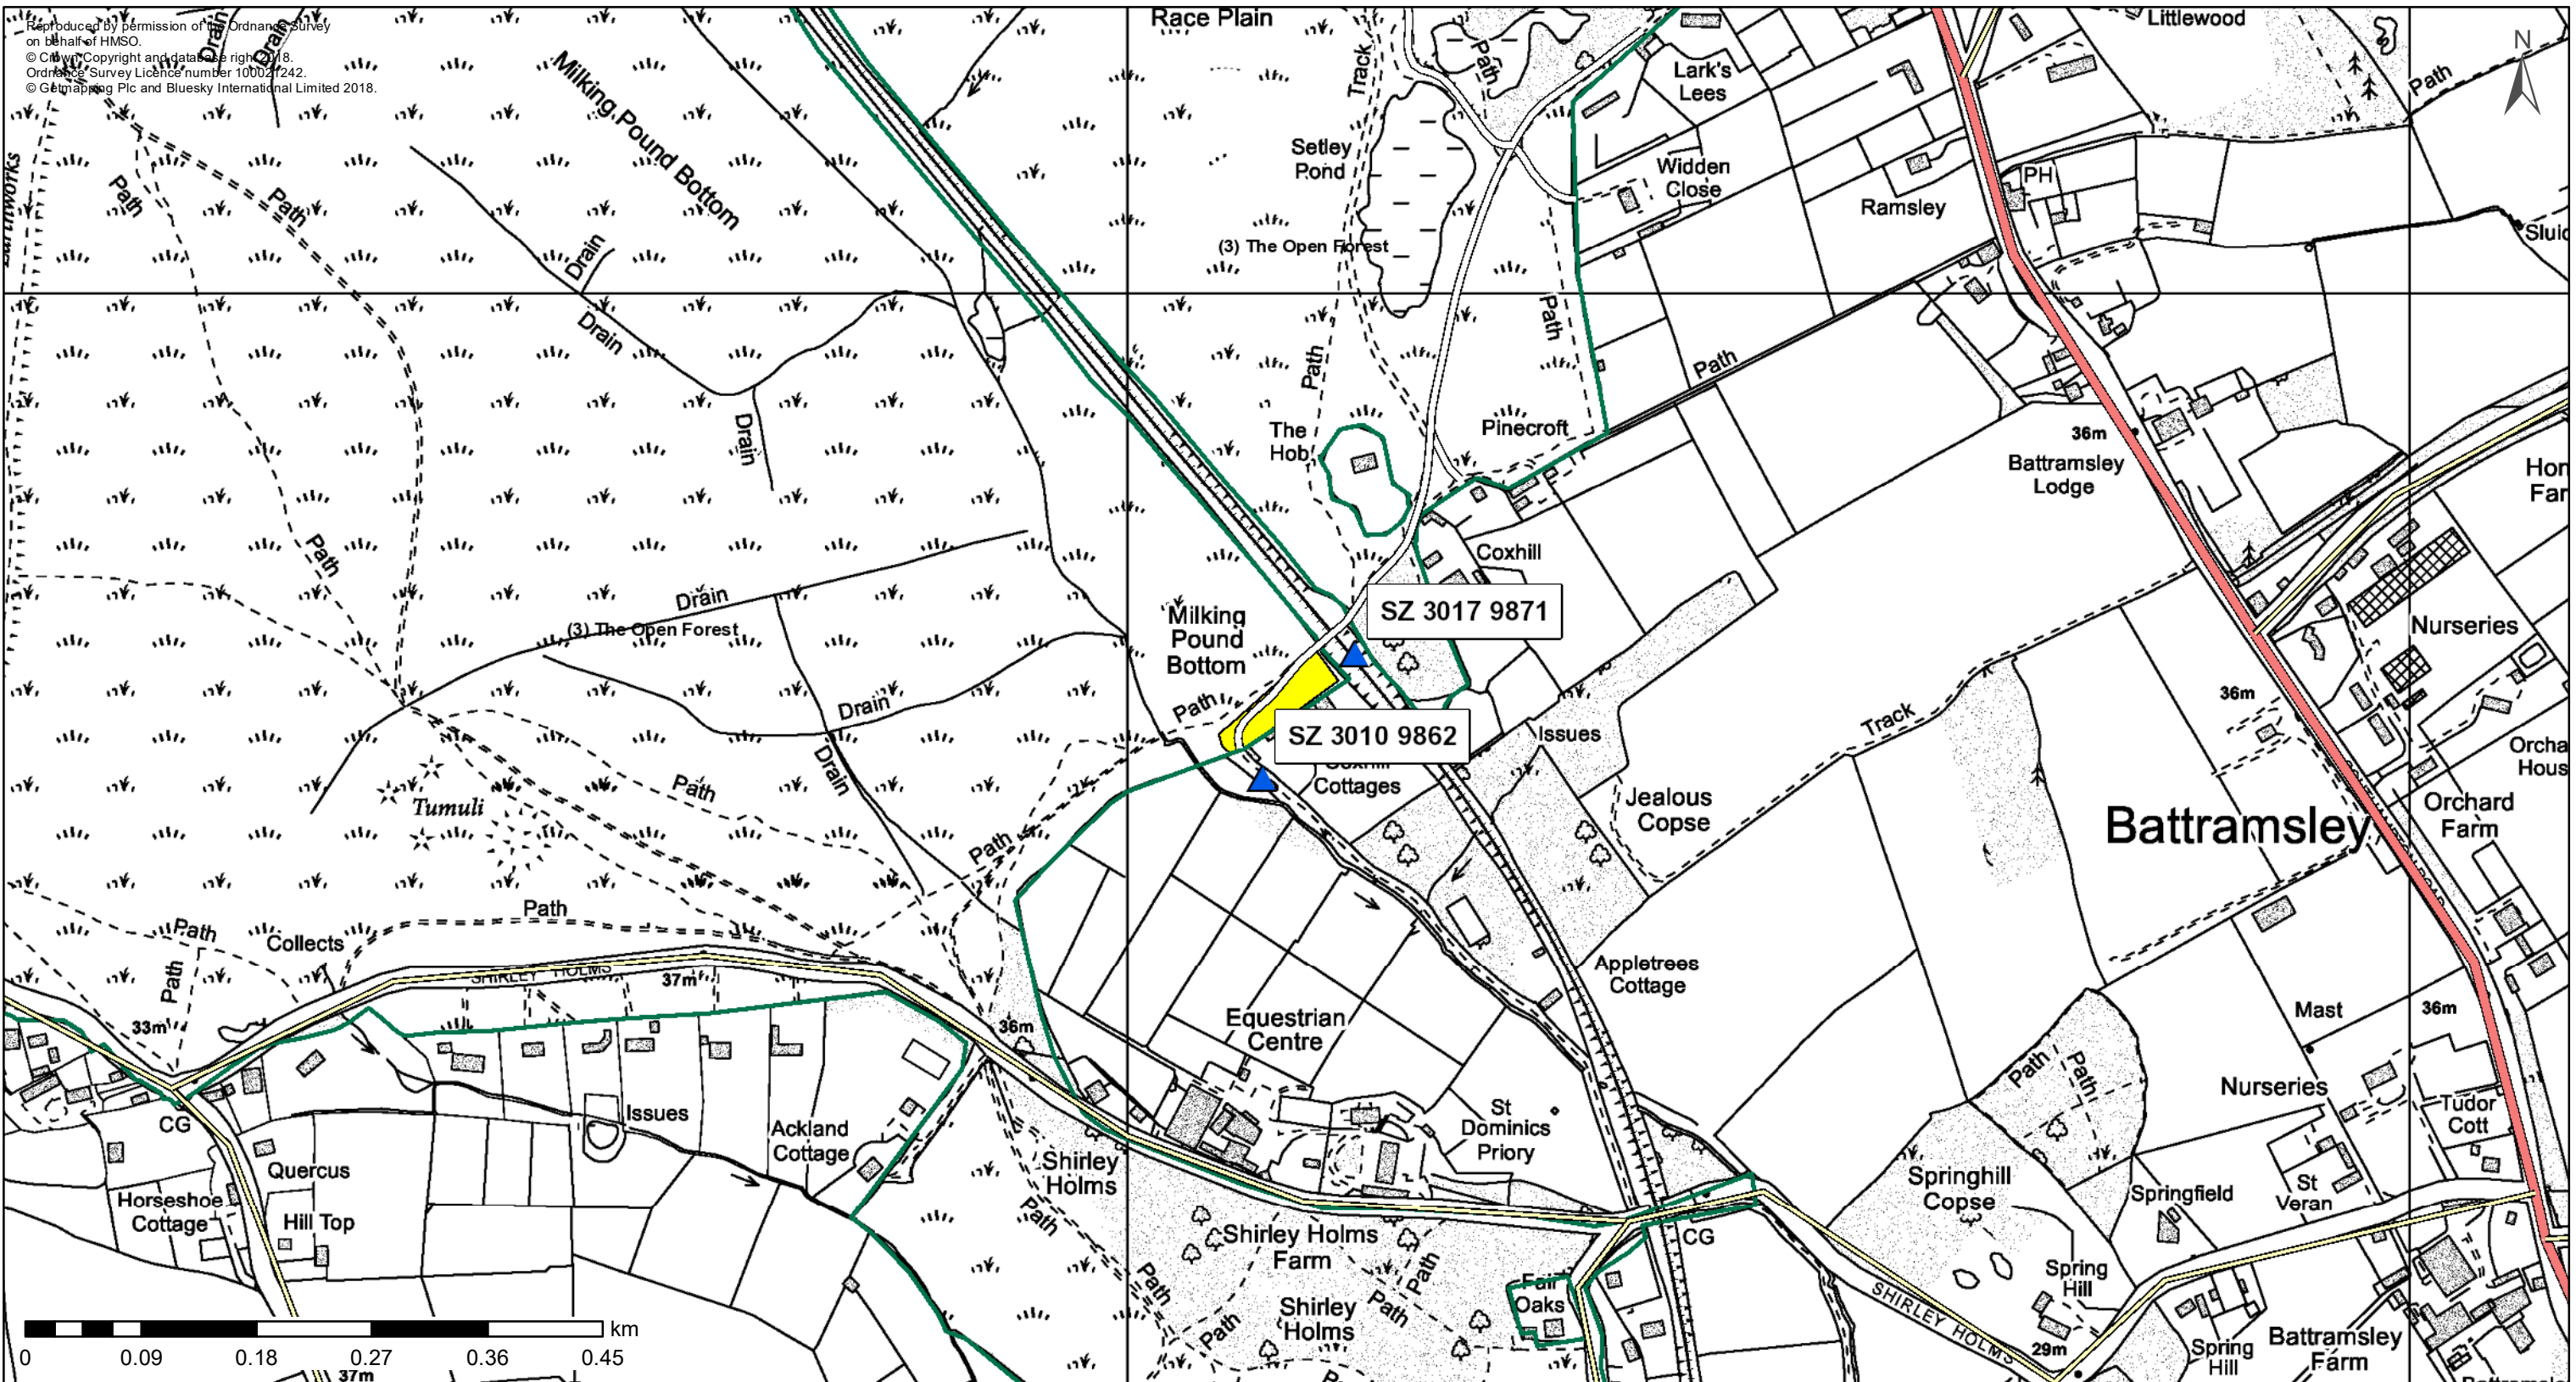 Reproduced by permission of the Ordnance Survey
on behalf of HMSO.
© Crown Copyright and database right 2018.
Ordnance Survey Licence number 100021242.
© Getmapping Plc and Bluesky International Limited 2018.
Drain
Drain
Race Plain
Littlewood
N
Milking Pound Bottom
Track
Path
Lark's
Lees
Path
Setley
Pond
Widden
Close
PH
Ramsley
Path
Path
(3) The Open Forest
Drain
Drain
Path
Path
Path
The
Hob
Pinecroft
36m
Battramsley
Lodge
Drain
Path
Coxhill
Drain
(3) The Open Forest
Milking
Pound
Bottom
SZ 3017 9871
Nurseries
Drain
Path
SZ 3010 9862
Issues
Track
36m
Drain
Path
Coxhill
Cottages
Tumuli
Jealous
Copse
Battramsley
Orchard
Farm
Path
Path
Path
Collects
Path
SHIRLEY HOLMS
37m
Appletrees
Cottage
33m
36m
Equestrian
Centre
Mast
36m
Path
Path
Nurseries
CG
Issues
Ackland
Cottage
St
Dominics
Priory
Tudor
Cott
Quercus
Horseshoe
Cottage
Hill Top
Shirley
Holms
Path
Springhill
Copse
Springfield
St
Veran
Shirley Holms
Farm
CG
Path
Path
Path
Path
Shirley
Holms
Fair
Oaks
Spring
Hill
SHIRLEY HOLMS
29m
Spring
Hill
Battramsley
Farm
km
0
0.09
0.18
0.27
0.36
0.45
37m